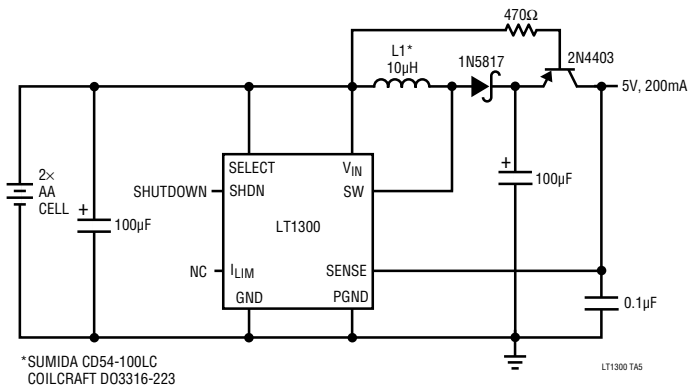 470Ω
L1*
10µH
1N5817
2N4403
5V, 200mA
2×
AA
CELL
+
100µF
SELECT
VIN
SHUTDOWN
SHDN
SW
LT1300
NC
ILIM
SENSE
GND
PGND
+
100µF
0.1µF
*SUMIDA CD54-100LC
COILCRAFT DO3316-223
LT1300 TA5